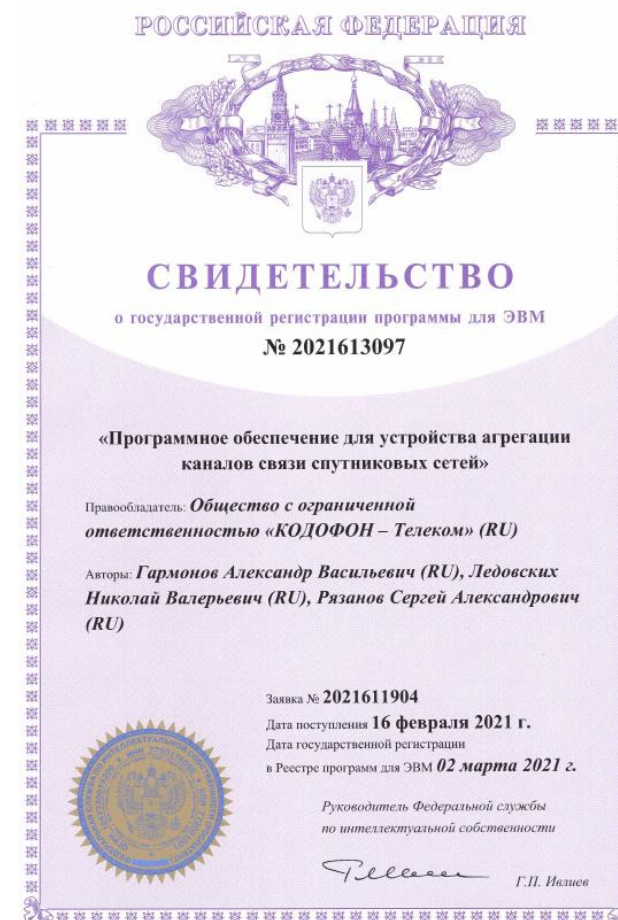 РОССИЙСКАЯ ФЕДЕРАЦИЯ
СВИДЕТЕЛЬСТВО
о государственной регистрации программы для ЭВМ
№ 2021613097
«Программное обеспечение для устройства агрегации
каналов связи спутниковых сетей»
Правообладатель: Общество с ограниченной
ответственностью «КОДОФОН – Телеком» (RU)
Авторы: Гармонов Александр Васильевич (RU), Ледовских
Николай Валерьевич (RU), Рязанов Сергей Александрович
(RU)
Заявка № 2021611904
Дата поступления 16 февраля 2021 г.
Дата государственной регистрации
в Реестре программ для ЭВМ 02 марта 2021 г.
Руководитель Федеральной службы
по интеллектуальной собственности
Г.П. Ивлиев